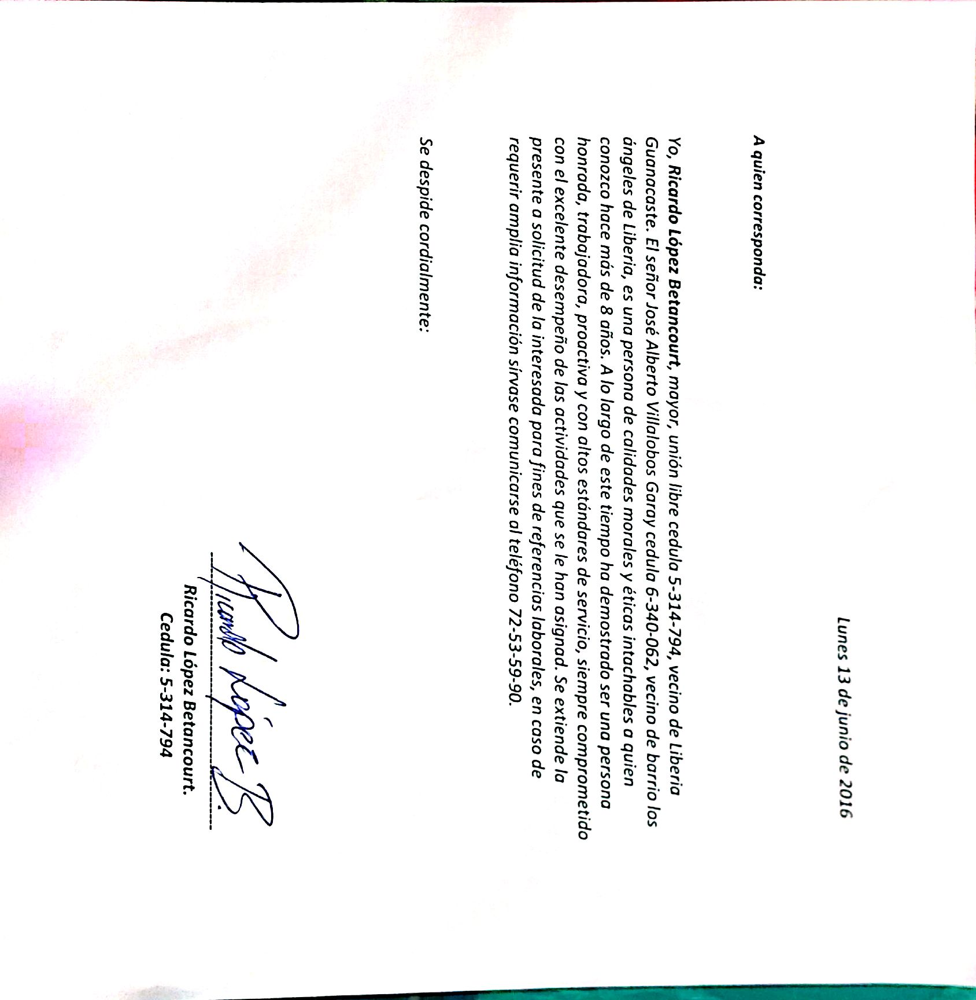 Lunes 13 de junio de 2016
A quien corresponda:
Yo, Ricardo López Betancourt, mayor, unión libre cedula 5-314-794, vecino de Liberia
Guanacaste. El señor José Alberto Villalobos Garay cedula 6-340-062, vecino de barrio los
ángeles de Liberia, es una persona de calidades morales y éticas intachables a quien
conozco hace más de 8 años. A lo largo de este tiempo ha demostrado ser una persona
honrada, trabajadora, proactiva y con altos estándares de servicio, siempre comprometido
con el excelente desempeño de las actividades que se le han asignad. Se extiende la
presente a solicitud de la interesada para fines de referencias laborales, en caso de
requerir amplia información sírvase comunicarse al teléfono 72-53-59-90.
Se despide cordialmente:
Ricardo López B.
Ricardo López Betancourt.
Cedula: 5-314-794